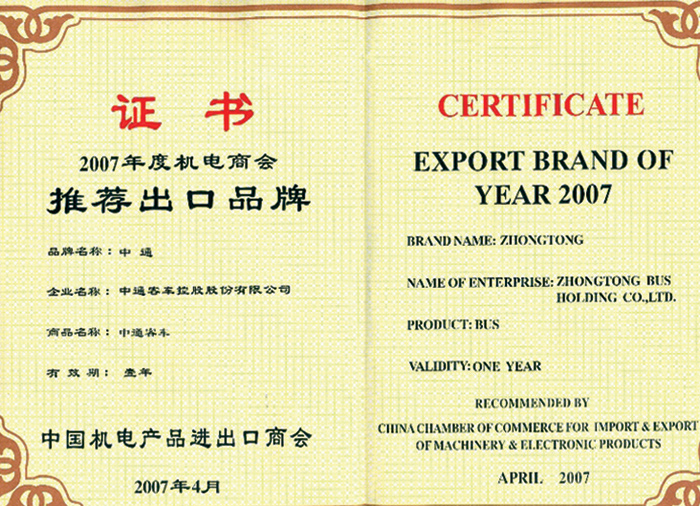 证书
2007年度机电商会
推荐出口品牌
品牌名称：中通
企业名称：中通客车控股股份有限公司
商品名称：中通客车
有效期：壹年
中国机电产品进出口商会
2007年4月
CERTIFICATE
EXPORT BRAND OF
YEAR 2007
BRAND NAME: ZHONGTONG
NAME OF ENTERPRISE: ZHONGTONG BUS
HOLDING CO.,LTD.
PRODUCT: BUS
VALIDITY: ONE YEAR
RECOMMENDED BY
CHINA CHAMBER OF COMMERCE FOR IMPORT & EXPORT
OF MACHINERY & ELECTRONIC PRODUCTS
APRIL 2007